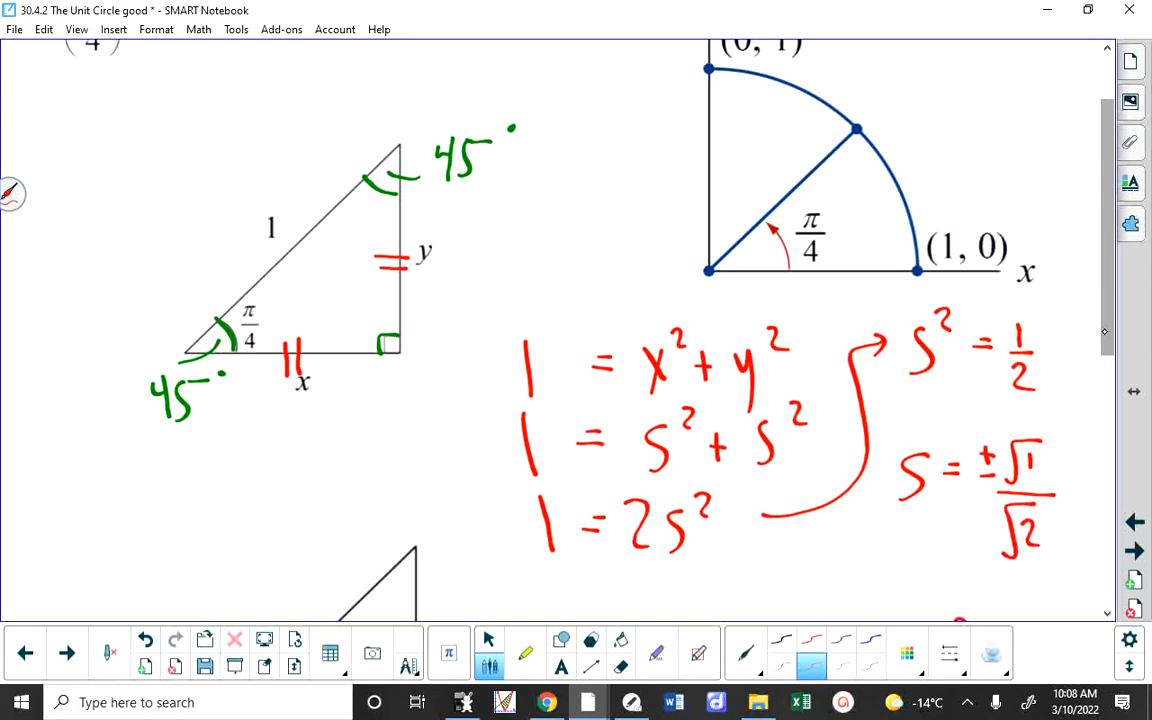 30.4.2 The Unit Circle good * - SMART Notebook
File Edit View Insert Format Math Tools Add-ons Account Help
4
45°
1
y
π/4
45°
x
(0, 1)
π/4
(1, 0)
x
1 = x² + y²
1 = s² + s²
1 = 2s²
s² = 1/2
s = ±√1/√2
π
A
Type here to search
-14°C
10:08 AM
3/10/2022